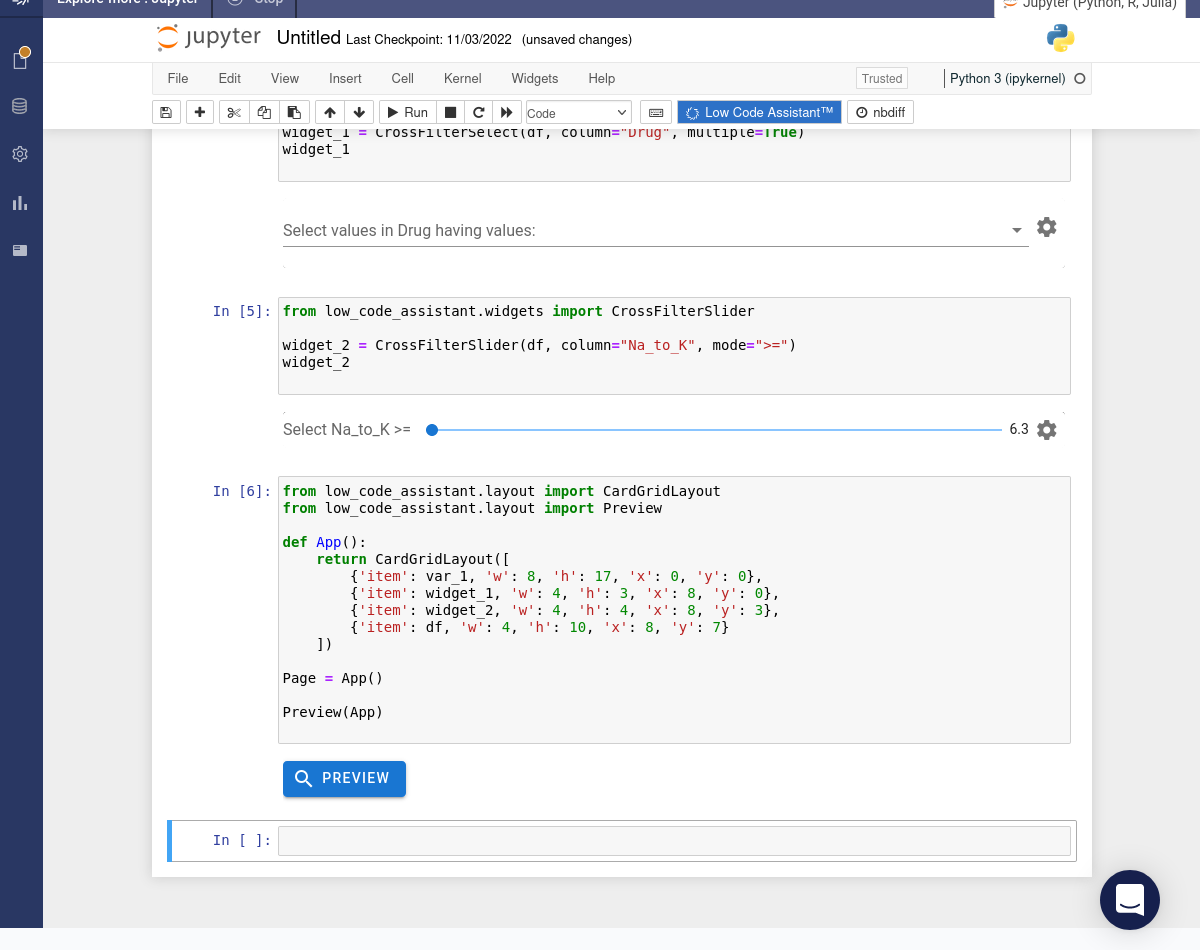 Explore more : Jupyter Stop
Jupyter (Python, R, Julia)
jupyter Untitled Last Checkpoint: 11/03/2022 (unsaved changes)
File Edit View Insert Cell Kernel Widgets Help Trusted Python 3 (ipykernel)
Run Code Low Code Assistant™ nbdiff
widget_1 = CrossFilterSelect(df, column="Drug", multiple=True)
widget_1
Select values in Drug having values:
In [5]: from low_code_assistant.widgets import CrossFilterSlider
widget_2 = CrossFilterSlider(df, column="Na_to_K", mode=">=")
widget_2
Select Na_to_K >= 6.3
In [6]: from low_code_assistant.layout import CardGridLayout
from low_code_assistant.layout import Preview
def App():
    return CardGridLayout([
        {'item': var_1, 'w': 8, 'h': 17, 'x': 0, 'y': 0},
        {'item': widget_1, 'w': 4, 'h': 3, 'x': 8, 'y': 0},
        {'item': widget_2, 'w': 4, 'h': 4, 'x': 8, 'y': 3},
        {'item': df, 'w': 4, 'h': 10, 'x': 8, 'y': 7}
    ])
Page = App()
Preview(App)
PREVIEW
In [ ]: